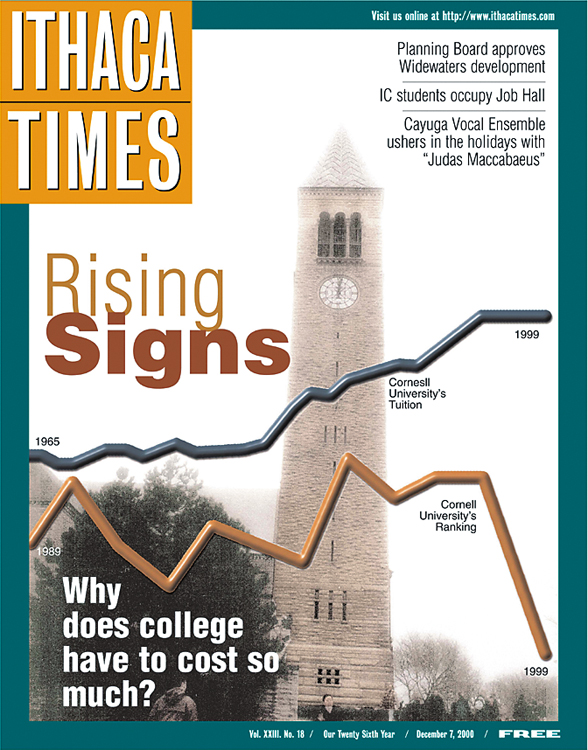 Visit us online at http://www.ithacatimes.com
ITHACA
TIMES
Planning Board approves
Widewaters development
IC students occupy Job Hall
Cayuga Vocal Ensemble
ushers in the holidays with
“Judas Maccabaeus”
Rising
Signs
1999
Cornesll
University's
Tuition
1965
Cornell
University's
Ranking
1989
Why
does college
have to cost so
much?
1999
Vol. XXIII. No. 18 / Our Twenty Sixth Year / December 7, 2000 / FREE